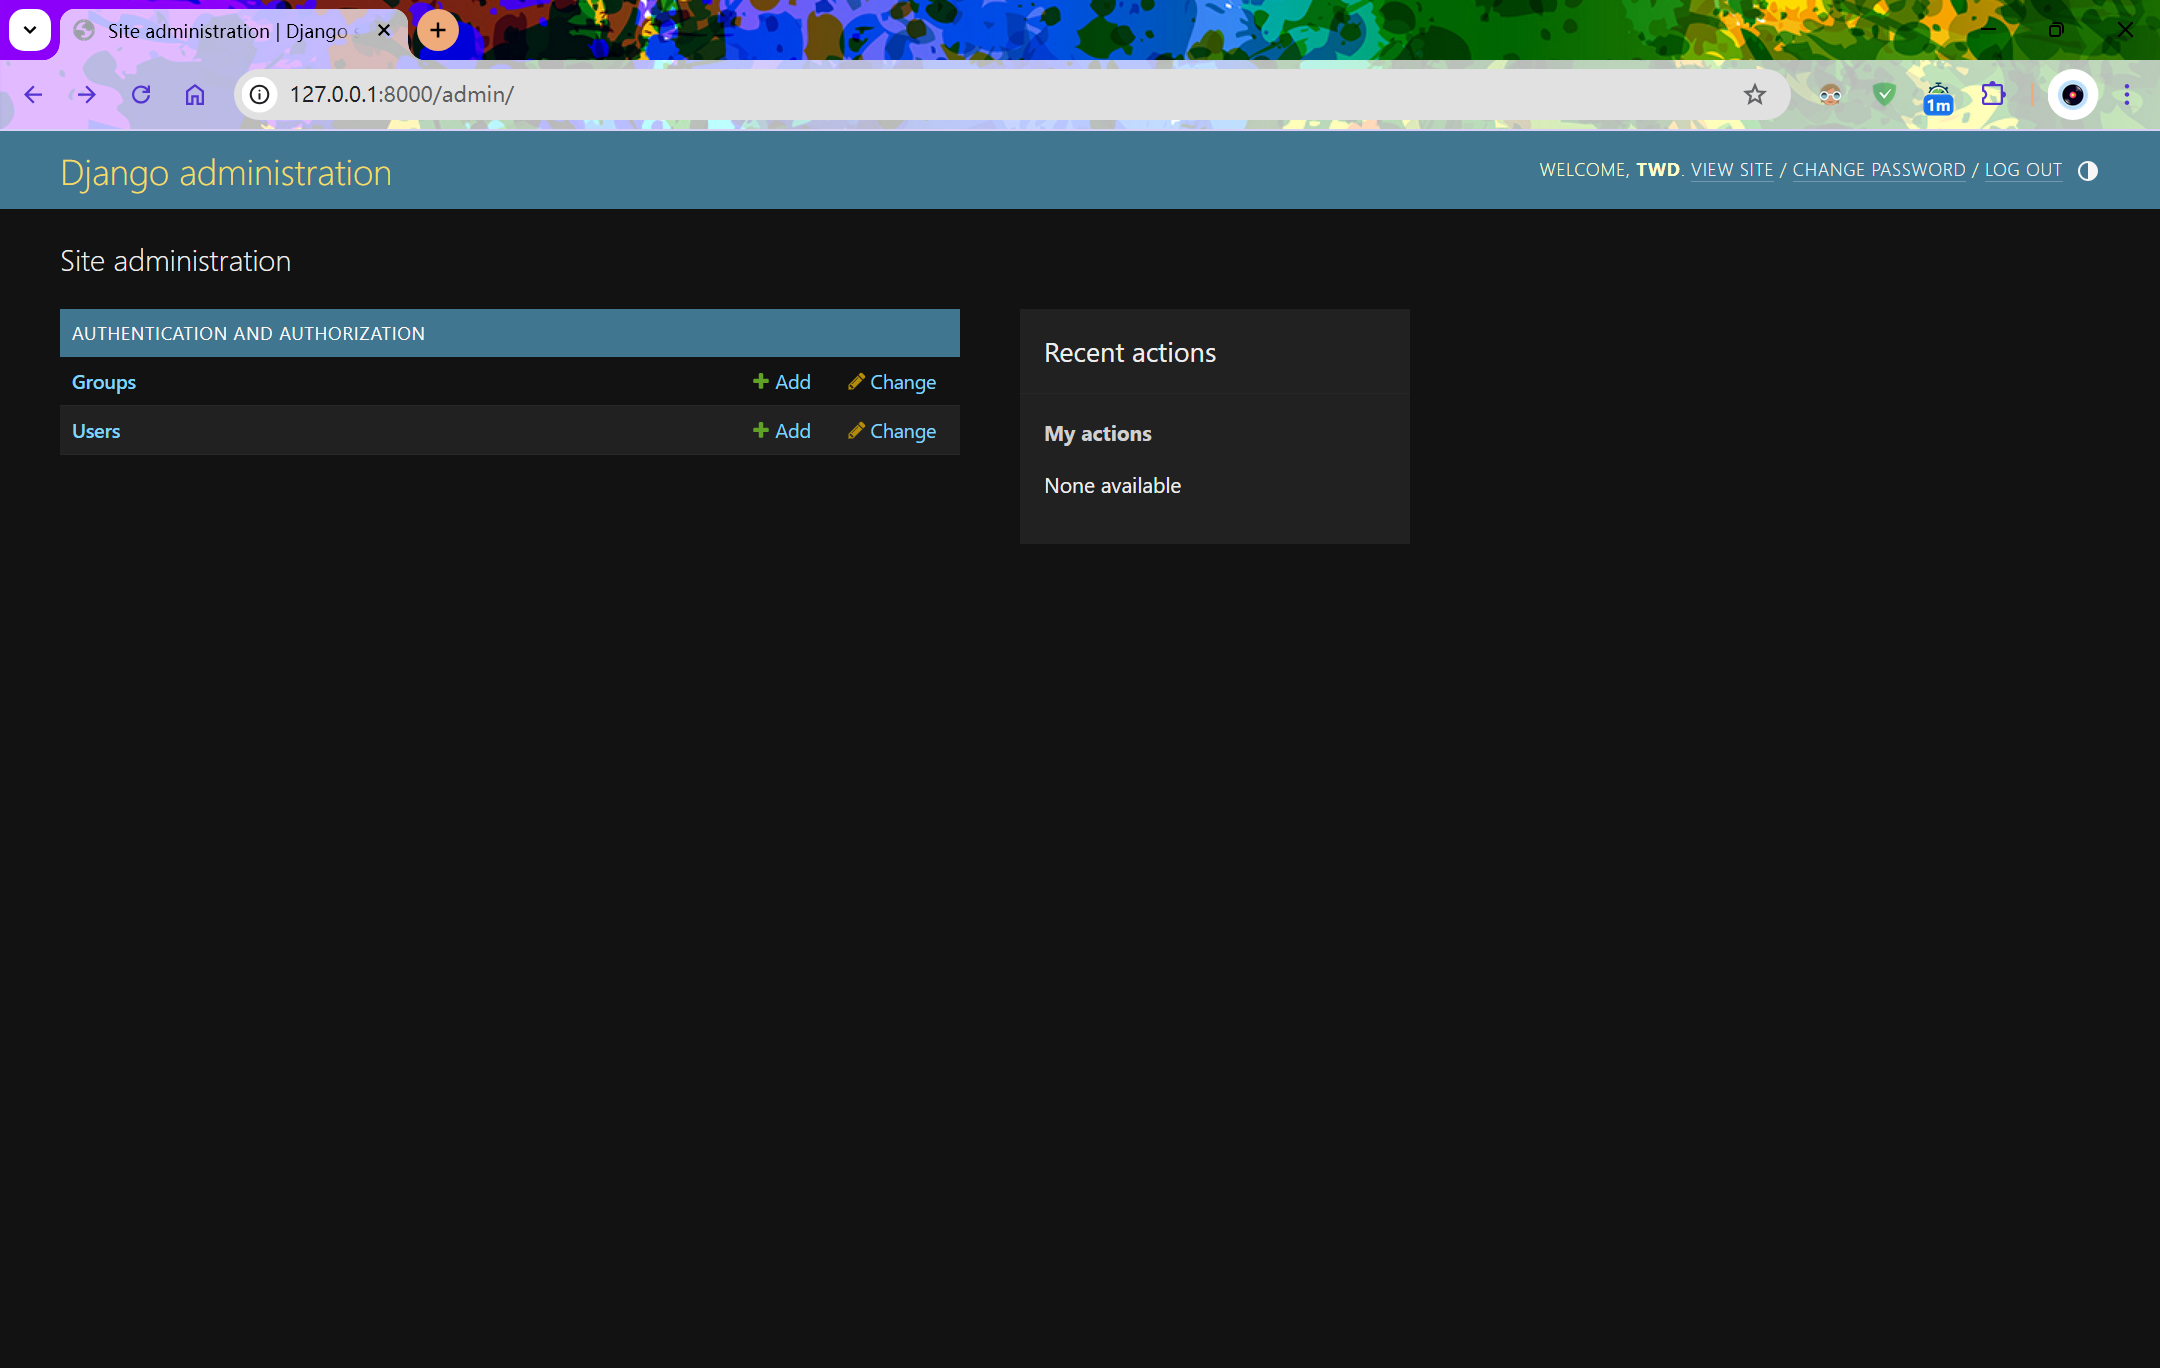 Site administration | Django
127.0.0.1:8000/admin/
1m
Django administration
WELCOME, TWD. VIEW SITE / CHANGE PASSWORD / LOG OUT
Site administration
AUTHENTICATION AND AUTHORIZATION
Groups Add Change
Users Add Change
Recent actions
My actions
None available